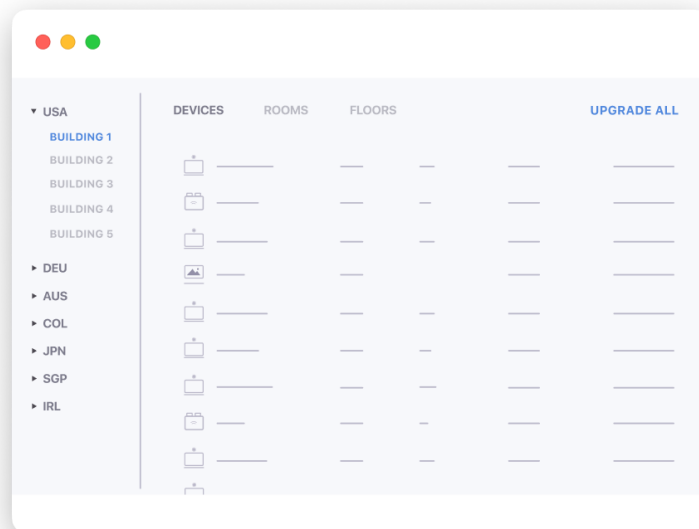 USA
BUILDING 1
BUILDING 2
BUILDING 3
BUILDING 4
BUILDING 5
DEU
AUS
COL
JPN
SGP
IRL
DEVICES ROOMS FLOORS UPGRADE ALL